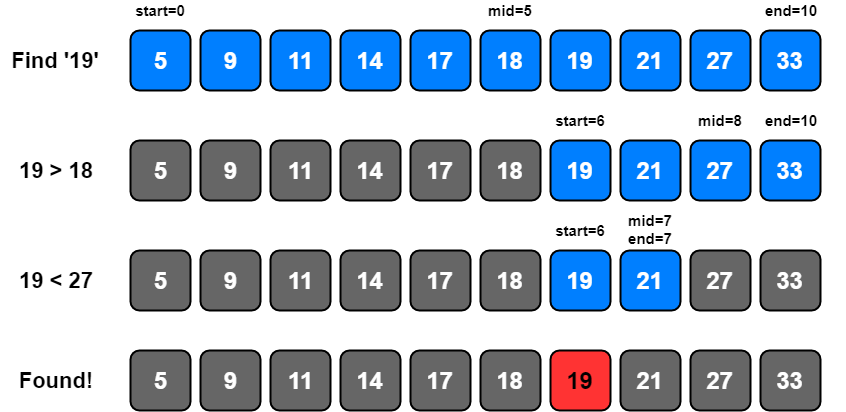 start=0 mid=5 end=10
Find '19' 5 9 11 14 17 18 19 21 27 33
start=6 mid=8 end=10
19 > 18 5 9 11 14 17 18 19 21 27 33
mid=7
start=6 end=7
19 < 27 5 9 11 14 17 18 19 21 27 33
Found! 5 9 11 14 17 18 19 21 27 33